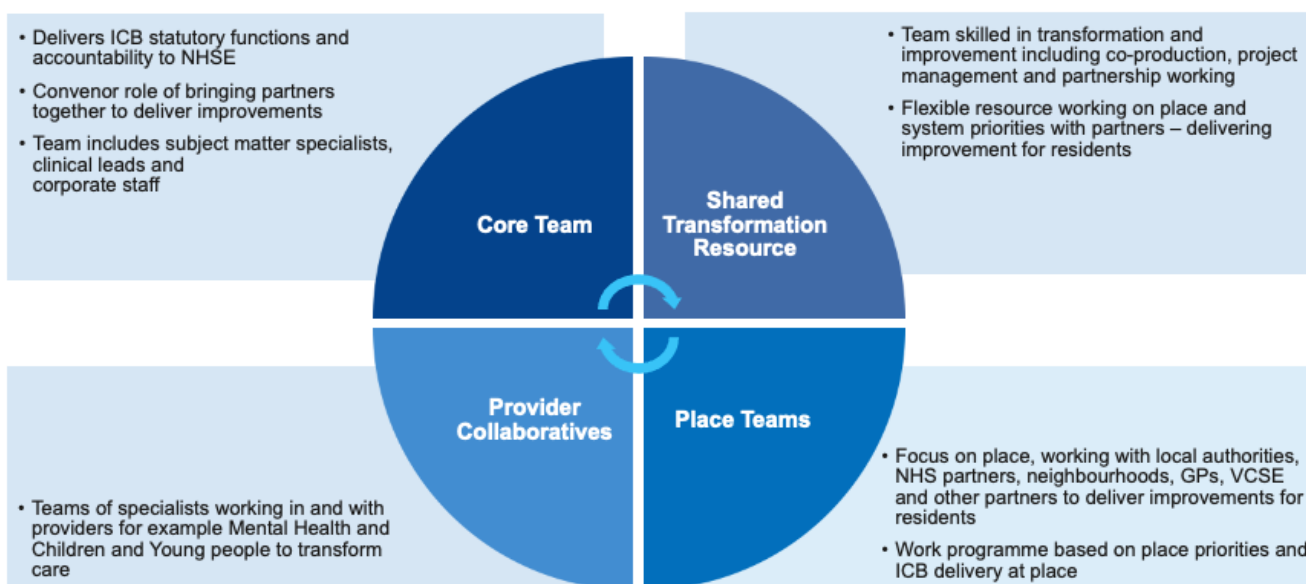 • Delivers ICB statutory functions and
accountability to NHSE
• Convenor role of bringing partners
together to deliver improvements
• Team includes subject matter specialists,
clinical leads and
corporate staff
• Team skilled in transformation and
improvement including co-production, project
management and partnership working
• Flexible resource working on place and
system priorities with partners – delivering
improvement for residents
Core Team
Shared
Transformation
Resource
Provider
Collaboratives
Place Teams
• Teams of specialists working in and with
providers for example Mental Health and
Children and Young people to transform
care
• Focus on place, working with local authorities,
NHS partners, neighbourhoods, GPs, VCSE
and other partners to deliver improvements for
residents
• Work programme based on place priorities and
ICB delivery at place